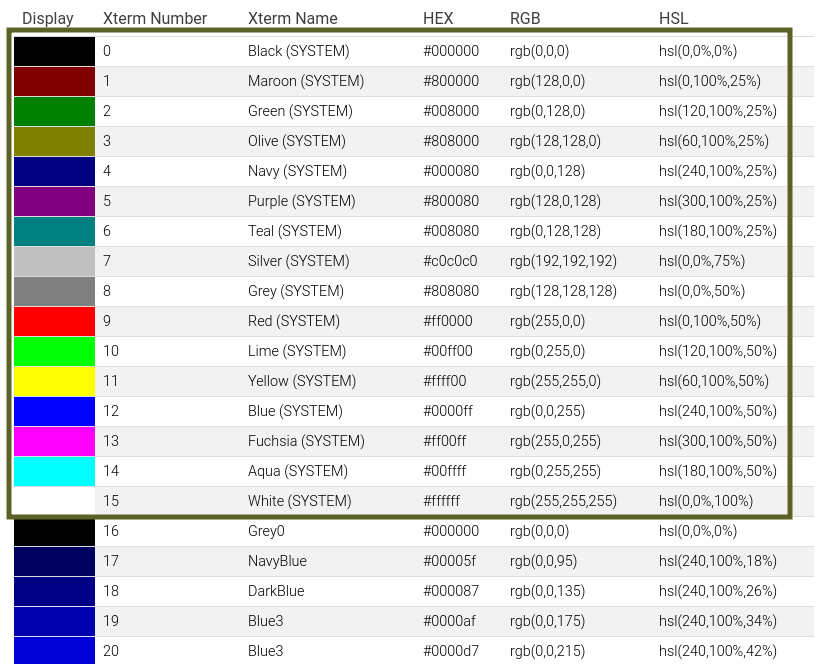 Display Xterm Number Xterm Name HEX RGB HSL
0 Black (SYSTEM) #000000 rgb(0,0,0) hsl(0,0%,0%)
1 Maroon (SYSTEM) #800000 rgb(128,0,0) hsl(0,100%,25%)
2 Green (SYSTEM) #008000 rgb(0,128,0) hsl(120,100%,25%)
3 Olive (SYSTEM) #808000 rgb(128,128,0) hsl(60,100%,25%)
4 Navy (SYSTEM) #000080 rgb(0,0,128) hsl(240,100%,25%)
5 Purple (SYSTEM) #800080 rgb(128,0,128) hsl(300,100%,25%)
6 Teal (SYSTEM) #008080 rgb(0,128,128) hsl(180,100%,25%)
7 Silver (SYSTEM) #c0c0c0 rgb(192,192,192) hsl(0,0%,75%)
8 Grey (SYSTEM) #808080 rgb(128,128,128) hsl(0,0%,50%)
9 Red (SYSTEM) #ff0000 rgb(255,0,0) hsl(0,100%,50%)
10 Lime (SYSTEM) #00ff00 rgb(0,255,0) hsl(120,100%,50%)
11 Yellow (SYSTEM) #ffff00 rgb(255,255,0) hsl(60,100%,50%)
12 Blue (SYSTEM) #0000ff rgb(0,0,255) hsl(240,100%,50%)
13 Fuchsia (SYSTEM) #ff00ff rgb(255,0,255) hsl(300,100%,50%)
14 Aqua (SYSTEM) #00ffff rgb(0,255,255) hsl(180,100%,50%)
15 White (SYSTEM) #ffffff rgb(255,255,255) hsl(0,0%,100%)
16 Grey0 #000000 rgb(0,0,0) hsl(0,0%,0%)
17 NavyBlue #00005f rgb(0,0,95) hsl(240,100%,18%)
18 DarkBlue #000087 rgb(0,0,135) hsl(240,100%,26%)
19 Blue3 #0000af rgb(0,0,175) hsl(240,100%,34%)
20 Blue3 #0000d7 rgb(0,0,215) hsl(240,100%,42%)